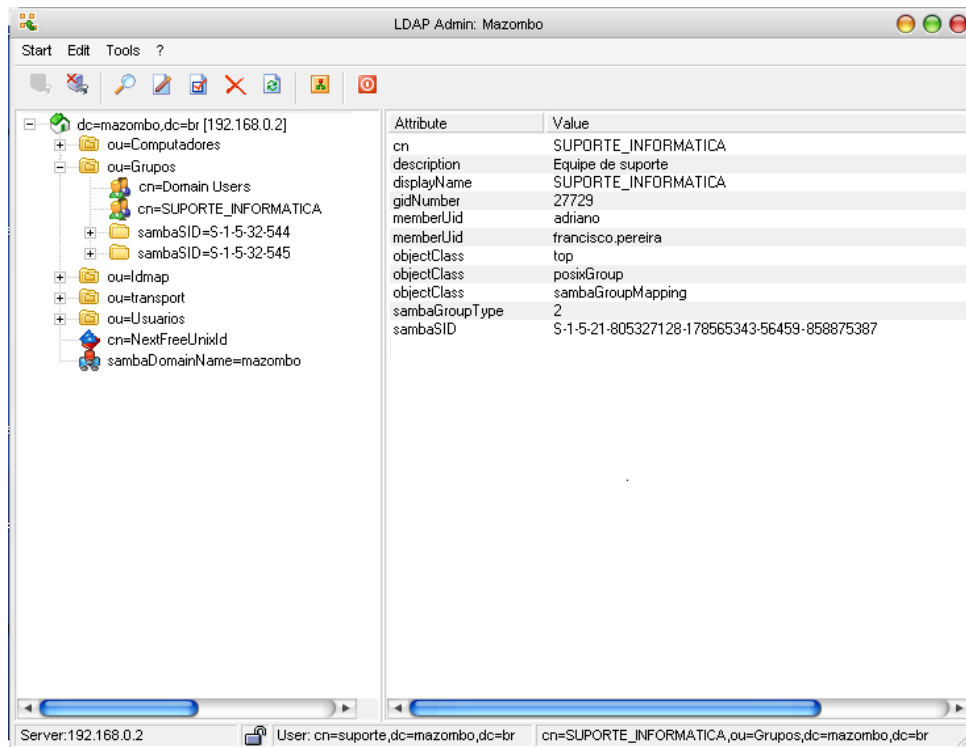 LDAP Admin: Mazombo
Start Edit Tools ?
dc=mazombo,dc=br [192.168.0.2]
ou=Computadores
ou=Grupos
cn=Domain Users
cn=SUPORTE_INFORMATICA
sambaSID=S-1-5-32-544
sambaSID=S-1-5-32-545
ou=Idmap
ou=transport
ou=Usuarios
cn=NextFreeUnixId
sambaDomainName=mazombo
Attribute Value
cn SUPORTE_INFORMATICA
description Equipe de suporte
displayName SUPORTE_INFORMATICA
gidNumber 27729
memberUid adriano
memberUid francisco.pereira
objectClass top
objectClass posixGroup
objectClass sambaGroupMapping
sambaGroupType 2
sambaSID S-1-5-21-805327128-178565343-56459-858875387
Server:192.168.0.2 User: cn=suporte,dc=mazombo,dc=br cn=SUPORTE_INFORMATICA,ou=Grupos,dc=mazombo,dc=br